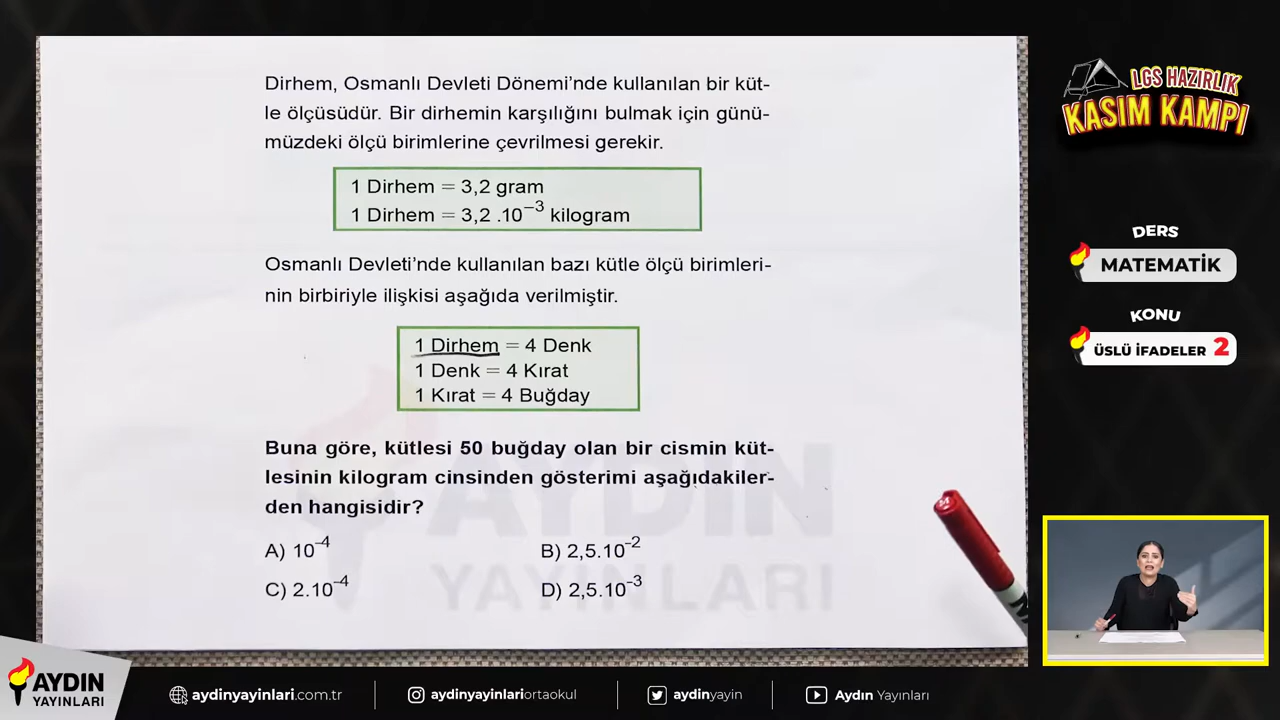 Dirhem, Osmanlı Devleti Dönemi'nde kullanılan bir küt-
le ölçüsüdür. Bir dirhemin karşılığını bulmak için günü-
müzdeki ölçü birimlerine çevrilmesi gerekir.
1 Dirhem = 3,2 gram
1 Dirhem = 3,2 .10⁻³ kilogram
Osmanlı Devleti'nde kullanılan bazı kütle ölçü birimleri-
nin birbiriyle ilişkisi aşağıda verilmiştir.
1 Dirhem = 4 Denk
1 Denk = 4 Kırat
1 Kırat = 4 Buğday
Buna göre, kütlesi 50 buğday olan bir cismin küt-
lesinin kilogram cinsinden gösterimi aşağıdakiler-
den hangisidir?
A) 10⁻⁴
B) 2,5.10⁻²
C) 2.10⁻⁴
D) 2,5.10⁻³
AYDIN
YAYINLARI
LGS HAZIRLIK
KASIM KAMPI
DERS
MATEMATİK
KONU
ÜSLÜ İFADELER 2
AYDIN
YAYINLARI
aydinyayinlari.com.tr
aydinyayinlariortaokul
aydinyayin
Aydın Yayınları